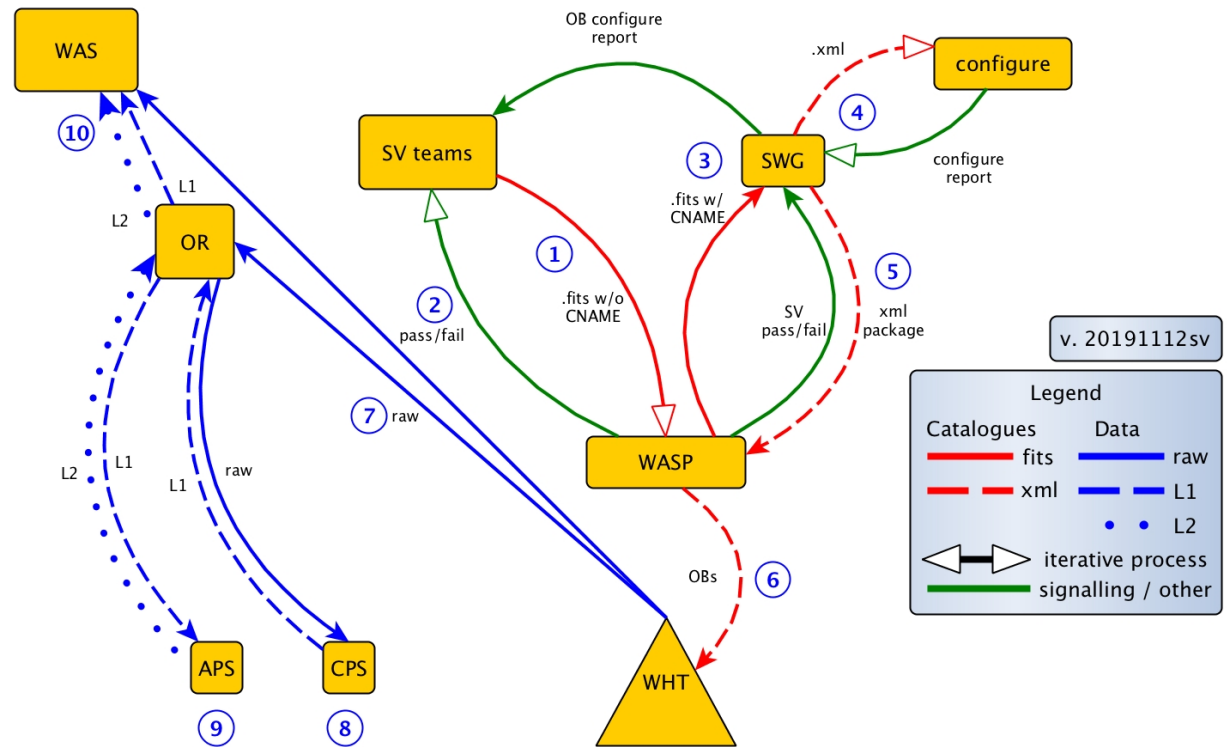 WAS
OB configure
report
.xml
configure
10
SV teams
4
3
SWG
configure
report
L1
L2
.fits w/
CNAME
OR
1
5
2
.fits w/o
CNAME
pass/fail
SV
pass/fail
xml
package
v. 20191112sv
Legend
Catalogues
Data
fits
raw
xml
L1
L2
iterative process
signalling / other
7
raw
L2
L1
L1
raw
WASP
OBs
6
APS
CPS
WHT
9
8